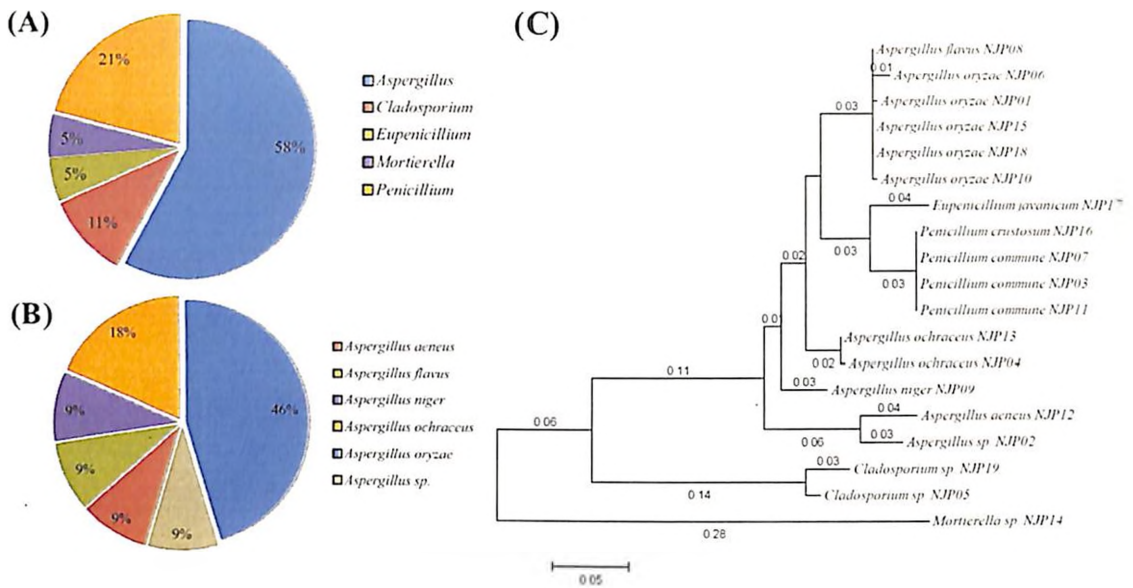 (A)
21%
5%
5%
11%
58%
Aspergillus
Cladosporium
Eupenicillium
Mortierella
Penicillium
(B)
18%
9%
9%
9%
9%
46%
Aspergillus aeneus
Aspergillus flavus
Aspergillus niger
Aspergillus ochraceus
Aspergillus oryzae
Aspergillus sp.
(C)
Aspergillus flavus NJP08
0.01
Aspergillus oryzae NJP06
0.03
Aspergillus oryzae NJP01
Aspergillus oryzae NJP15
Aspergillus oryzae NJP18
Aspergillus oryzae NJP10
0.04
Eupenicillium javanicum
Penicillium crustosum NJP16
0.03
Penicillium commune NJP07
0.02
0.03
Penicillium commune NJP03
Penicillium commune NJP11
Aspergillus ochraceus NJP13
0.02
Aspergillus ochraceus NJP04
0.11
0.03
Aspergillus niger NJP09
0.04
Aspergillus aeneus NJP12
0.06
0.06
0.03
Aspergillus sp NJP02
0.03
Cladosporium sp NJP19
0.14
Cladosporium sp NJP05
Mortierella sp NJP14
0.28
0.05